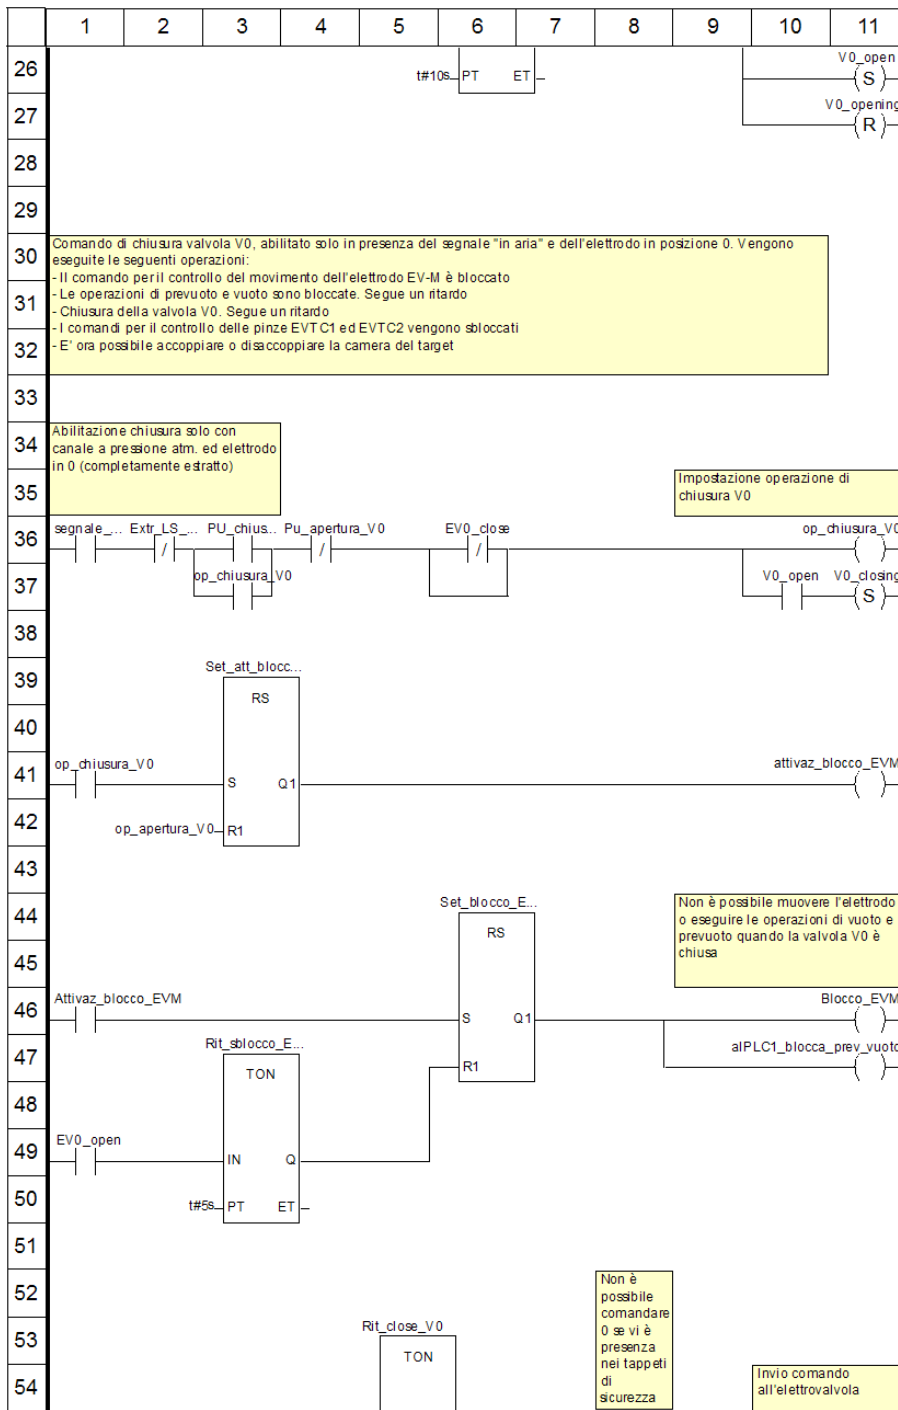 1 2 3 4 5 6 7 8 9 10 11
26
V0_open
t#10s PT ET
(S)
27
V0_opening
(R)
28
29
30
Comando di chiusura valvola V0, abilitato solo in presenza del segnale "in aria" e dell'elettrodo in posizione 0. Vengono
eseguite le seguenti operazioni:
- Il comando per il controllo del movimento dell'elettrodo EV-M è bloccato
31
- Le operazioni di prevuoto e vuoto sono bloccate. Segue un ritardo
- Chiusura della valvola V0. Segue un ritardo
32
- I comandi per il controllo delle pinze EVTC1 ed EVTC2 vengono sbloccati
- E' ora possibile accoppiare o disaccoppiare la camera del target
33
34
Abilitazione chiusura solo con
canale a pressione atm. ed elettrodo
in 0 (completamente estratto)
35
Impostazione operazione di
chiusura V0
36
segnale_... Extr_LS_... PU_chius... Pu_apertura_V0 EV0_close op_chiusura_V0
/ / /
37
op_chiusura_V0 V0_open V0_closing
(S)
38
39
Set_att_blocc...
RS
40
41
op_chiusura_V0
attivaz_blocco_EVM
S Q1
42
op_apertura_V0 R1
43
44
Set_blocco_E...
RS
Non è possibile muovere l'elettrodo
o eseguire le operazioni di vuoto e
prevuoto quando la valvola V0 è
chiusa
45
46
Attivaz_blocco_EVM
Blocco_EVM
S Q1
47
Rit_sblocco_E...
TON
R1
alPLC1_blocca_prev_vuoto
48
49
EV0_open
IN Q
50
t#5s PT ET
51
52
Non è
possibile
comandare
0 se vi è
presenza
nei tappeti
di
sicurezza
53
Rit_close_V0
TON
54
Invio comando
all'elettrovalvola